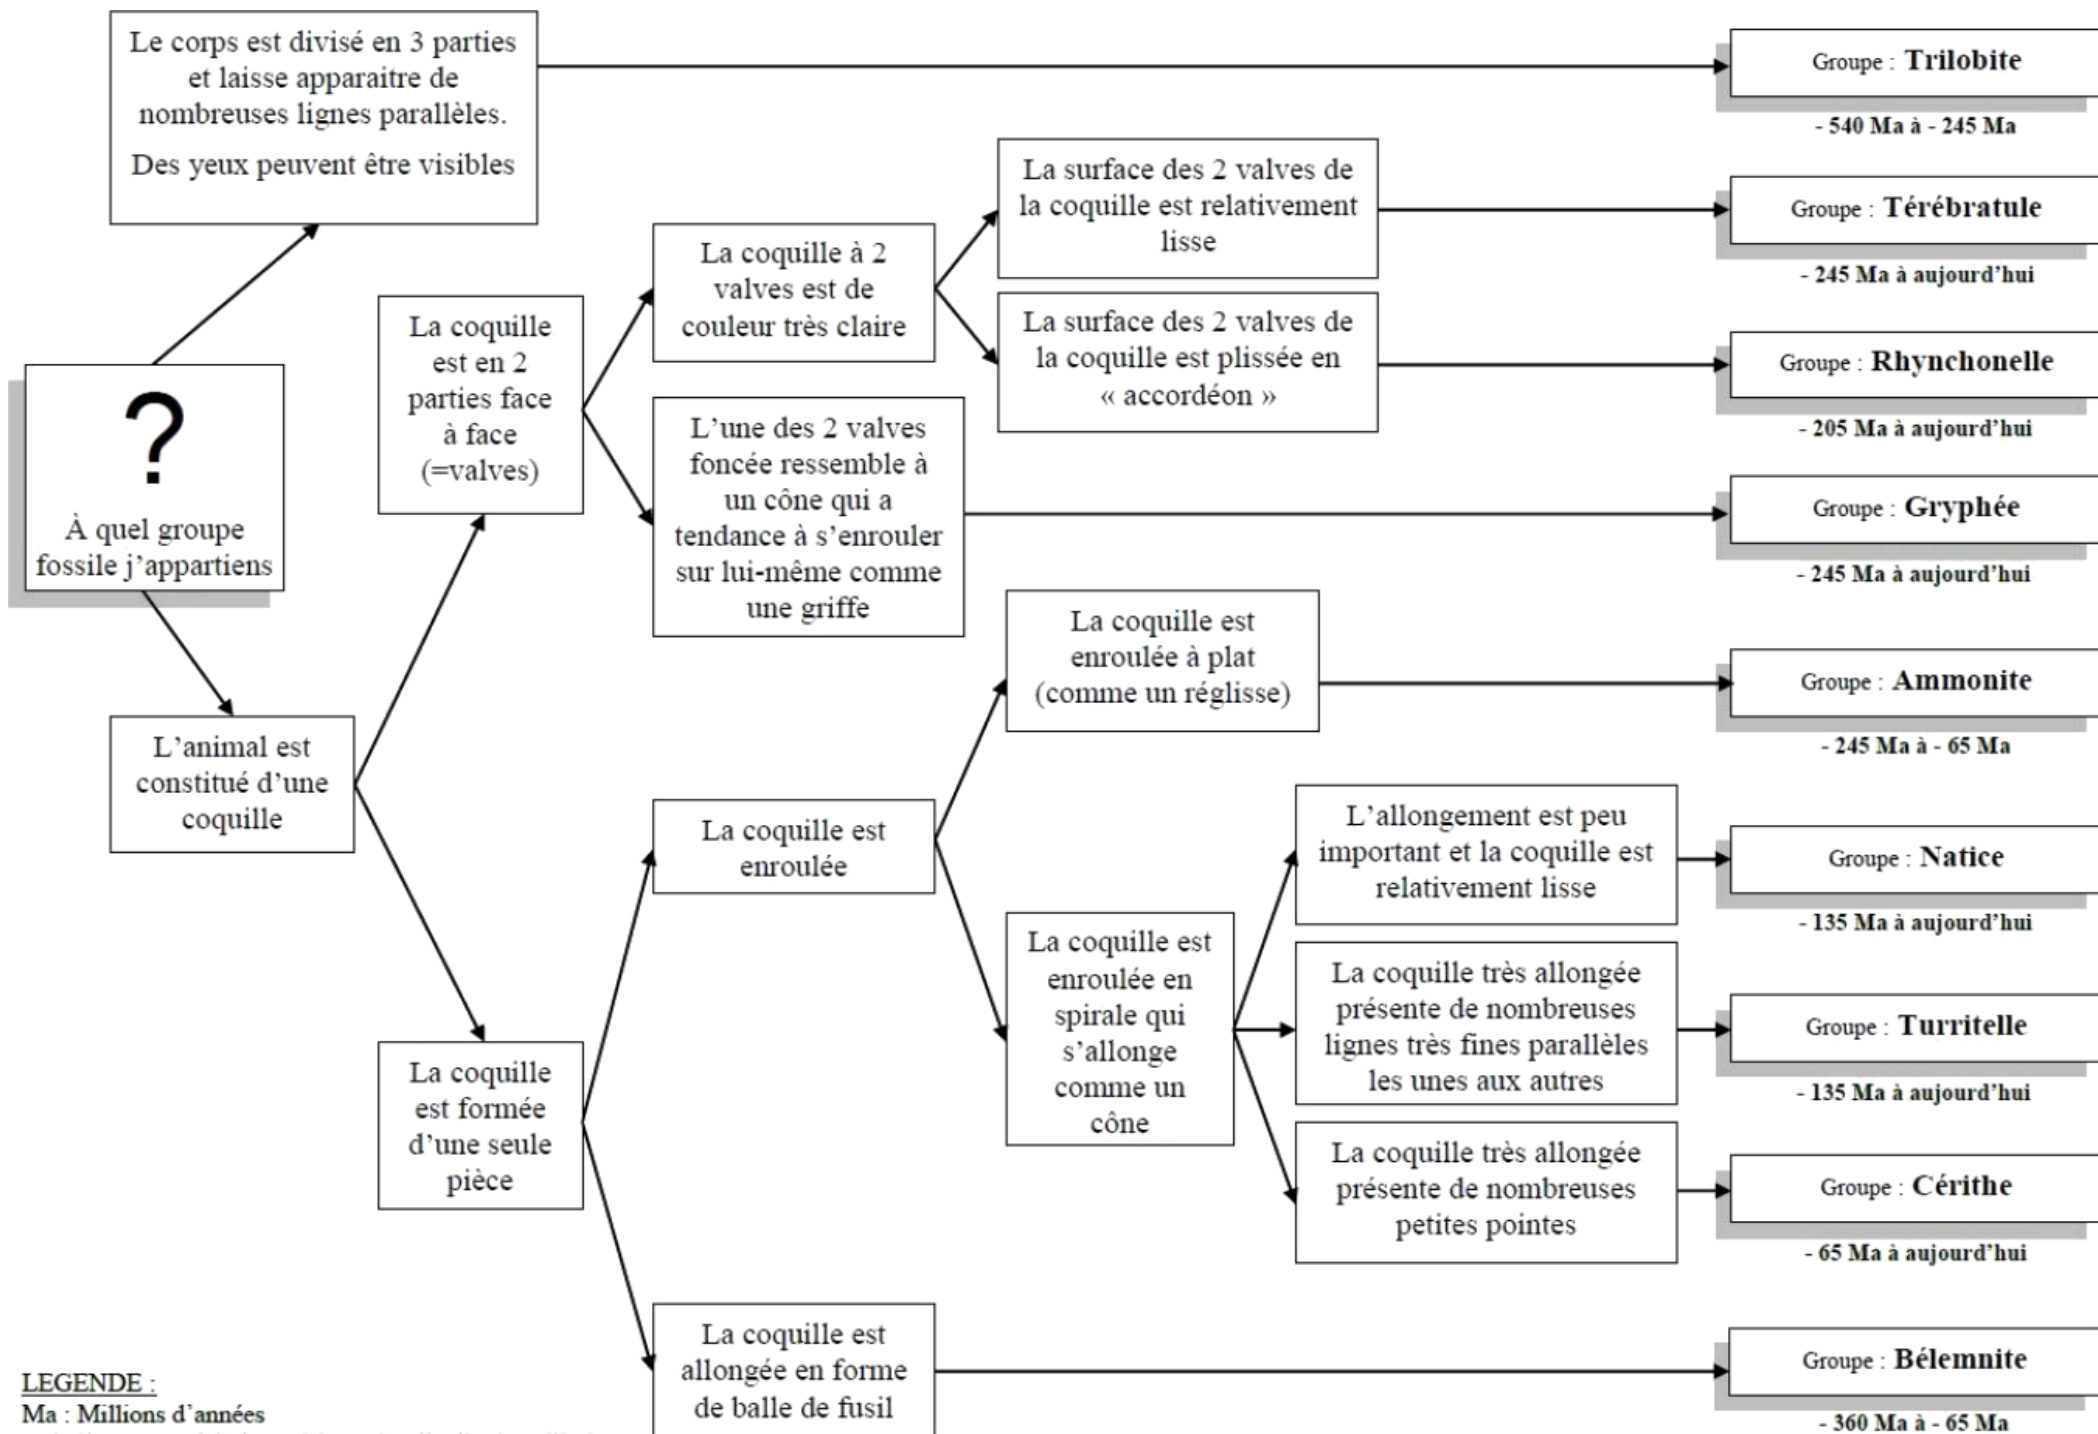 Le corps est divisé en 3 parties
et laisse apparaitre de
nombreuses lignes parallèles.
Des yeux peuvent être visibles
Groupe : Trilobite
- 540 Ma à - 245 Ma
?
À quel groupe
fossile j’appartiens
La coquille
est en 2
parties face
à face
(=valves)
La coquille à 2
valves est de
couleur très claire
La surface des 2 valves de
la coquille est relativement
lisse
Groupe : Térébratule
- 245 Ma à aujourd’hui
La surface des 2 valves de
la coquille est plissée en
« accordéon »
Groupe : Rhynchonelle
- 205 Ma à aujourd’hui
L’une des 2 valves
foncée ressemble à
un cône qui a
tendance à s’enrouler
sur lui-même comme
une griffe
Groupe : Gryphée
- 245 Ma à aujourd’hui
L’animal est
constitué d’une
coquille
La coquille
est formée
d’une seule
pièce
La coquille est
enroulée
La coquille est
enroulée à plat
(comme un réglisse)
Groupe : Ammonite
- 245 Ma à - 65 Ma
La coquille est
enroulée en
spirale qui
s’allonge
comme un
cône
L’allongement est peu
important et la coquille est
relativement lisse
Groupe : Natice
- 135 Ma à aujourd’hui
La coquille très allongée
présente de nombreuses
lignes très fines parallèles
les unes aux autres
Groupe : Turritelle
- 135 Ma à aujourd’hui
La coquille très allongée
présente de nombreuses
petites pointes
Groupe : Cérithe
- 65 Ma à aujourd’hui
La coquille est
allongée en forme
de balle de fusil
Groupe : Bélemnite
- 360 Ma à - 65 Ma
LEGENDE :
Ma : Millions d’années